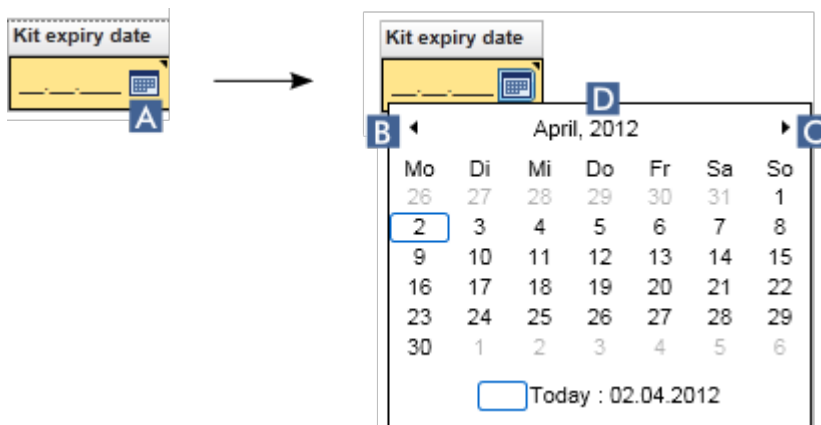 Kit expiry date
__.__.____
A
Kit expiry date
__.__.____
D
B April, 2012 C
Mo Di Mi Do Fr Sa So
26 27 28 29 30 31 1
2 3 4 5 6 7 8
9 10 11 12 13 14 15
16 17 18 19 20 21 22
23 24 25 26 27 28 29
30 1 2 3 4 5 6
Today : 02.04.2012